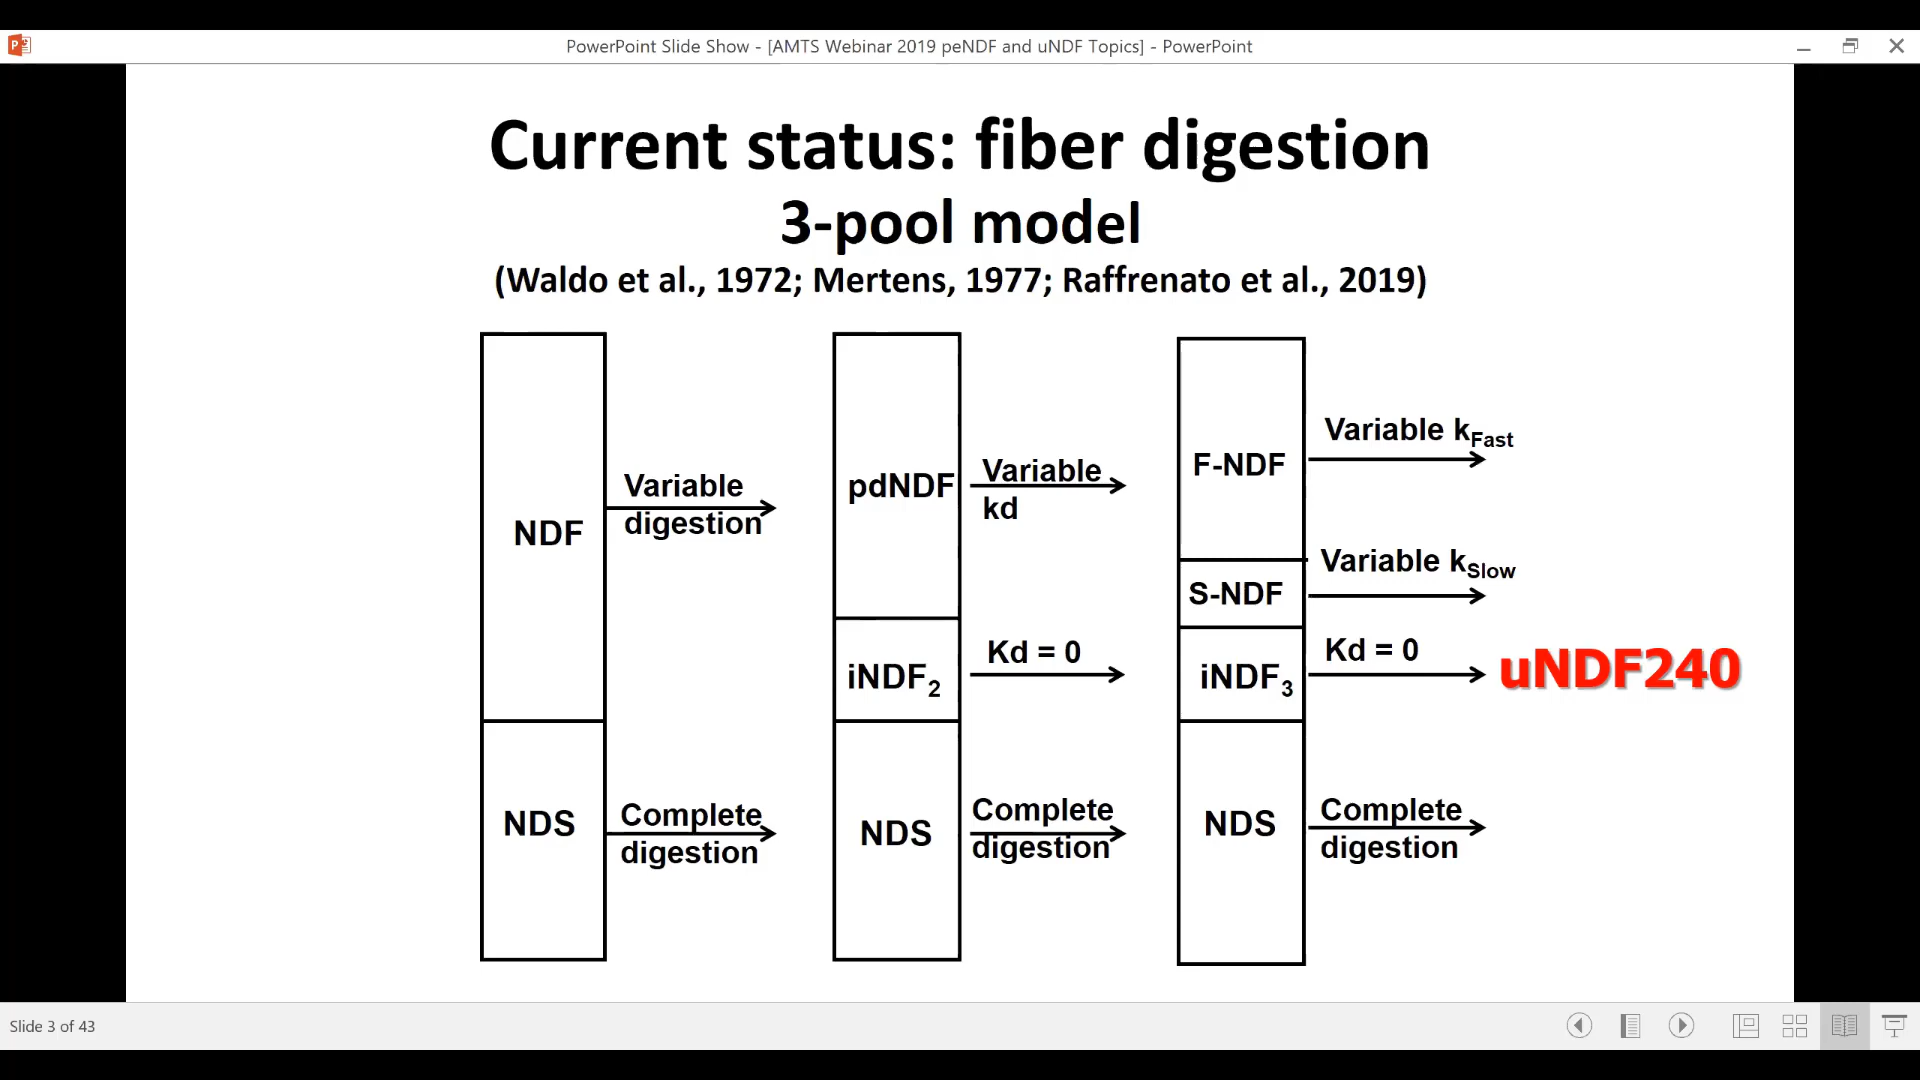 PowerPoint Slide Show - [AMTS Webinar 2019 peNDF and uNDF Topics] - PowerPoint
Current status: fiber digestion
3-pool model
(Waldo et al., 1972; Mertens, 1977; Raffrenato et al., 2019)
NDF
Variable
digestion
NDS
Complete
digestion
pdNDF
Variable
kd
iNDF2
Kd = 0
NDS
Complete
digestion
F-NDF
Variable kFast
S-NDF
Variable kSlow
iNDF3
Kd = 0
uNDF240
NDS
Complete
digestion
Slide 3 of 43